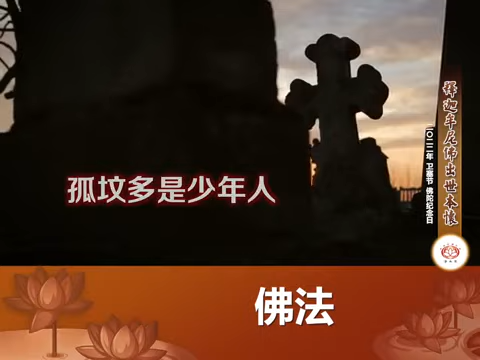 孤坟多是少年人
释迦牟尼佛出世本怀
二〇二二年 卫塞节 佛陀纪念日
佛法